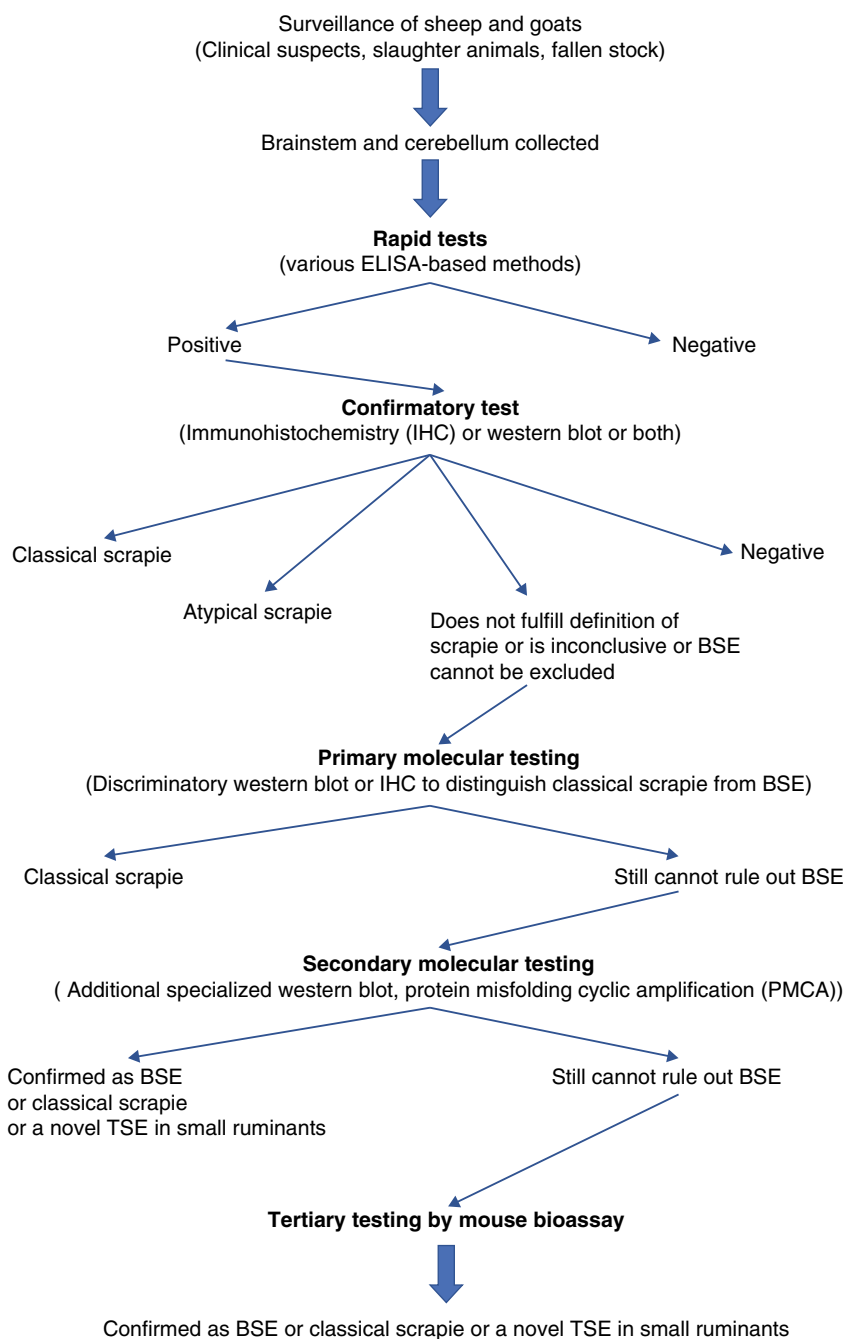 Surveillance of sheep and goats
(Clinical suspects, slaughter animals, fallen stock)
Brainstem and cerebellum collected
Rapid tests
(various ELISA-based methods)
Positive
Negative
Confirmatory test
(Immunohistochemistry (IHC) or western blot or both)
Classical scrapie
Negative
Atypical scrapie
Does not fulfill definition of
scrapie or is inconclusive or BSE
cannot be excluded
Primary molecular testing
(Discriminatory western blot or IHC to distinguish classical scrapie from BSE)
Classical scrapie
Still cannot rule out BSE
Secondary molecular testing
( Additional specialized western blot, protein misfolding cyclic amplification (PMCA))
Confirmed as BSE
or classical scrapie
or a novel TSE in small ruminants
Still cannot rule out BSE
Tertiary testing by mouse bioassay
Confirmed as BSE or classical scrapie or a novel TSE in small ruminants